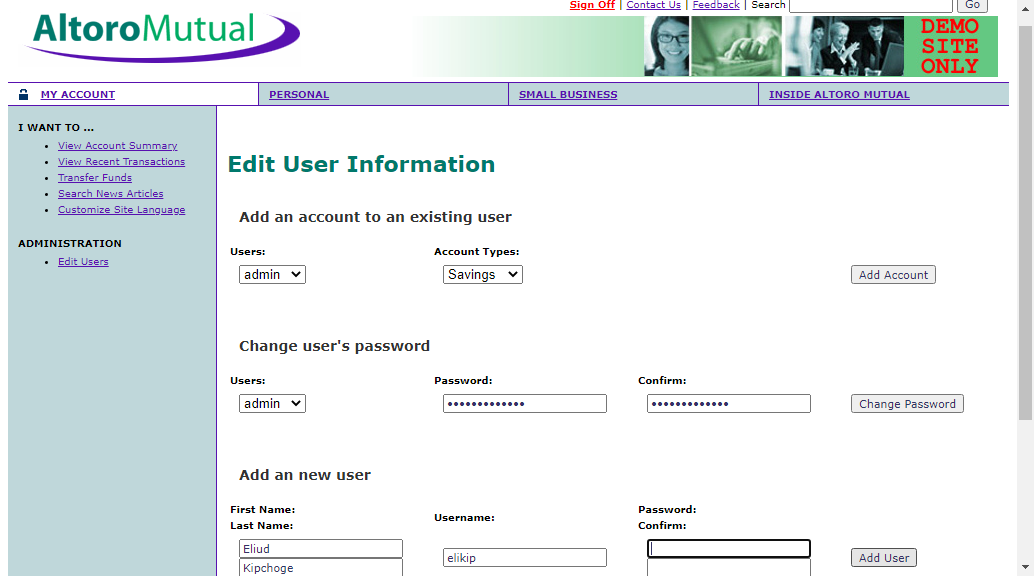 AltoroMutual
Sign Off | Contact Us | Feedback | Search Go
DEMO
SITE
ONLY
MY ACCOUNT PERSONAL SMALL BUSINESS INSIDE ALTORO MUTUAL
I WANT TO ...
View Account Summary
View Recent Transactions
Transfer Funds
Search News Articles
Customize Site Language
ADMINISTRATION
Edit Users
Edit User Information
Add an account to an existing user
Users: Account Types:
admin Savings Add Account
Change user's password
Users: Password: Confirm:
admin ••••••••••••• ••••••••••••• Change Password
Add an new user
First Name:
Last Name: Username: Password:
Confirm:
Eliud
Kipchoge elikip Add User